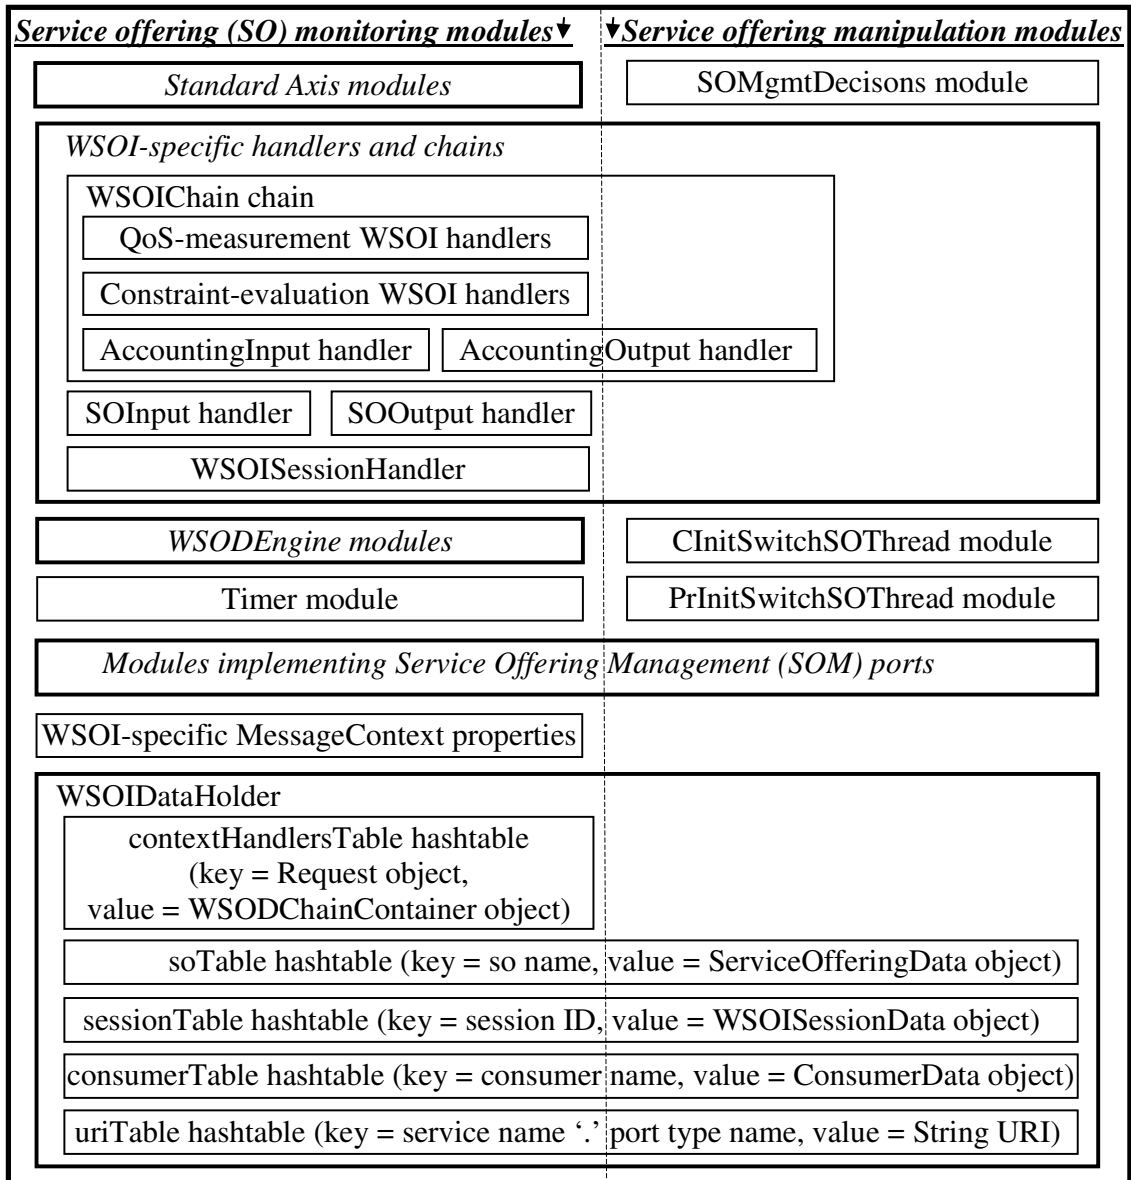 Service offering (SO) monitoring modules
Service offering manipulation modules
Standard Axis modules
SOMgmtDecisons module
WSOI-specific handlers and chains
WSOIChain chain
QoS-measurement WSOI handlers
Constraint-evaluation WSOI handlers
AccountingInput handler
AccountingOutput handler
SOInput handler
SOOutput handler
WSOISessionHandler
WSODEngine modules
CInitSwitchSOThread module
Timer module
PrInitSwitchSOThread module
Modules implementing Service Offering Management (SOM) ports
WSOI-specific MessageContext properties
WSOIDataHolder
contextHandlersTable hashtable
(key = Request object,
value = WSODChainContainer object)
soTable hashtable (key = so name, value = ServiceOfferingData object)
sessionTable hashtable (key = session ID, value = WSOISessionData object)
consumerTable hashtable (key = consumer name, value = ConsumerData object)
uriTable hashtable (key = service name ‘.’ port type name, value = String URI)